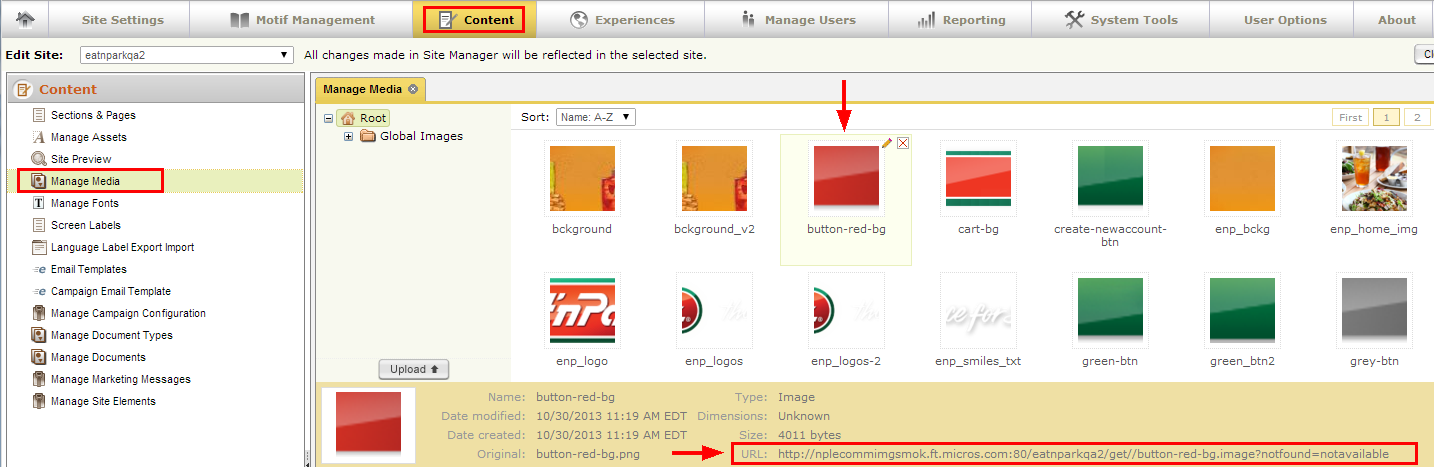 Site Settings
Motif Management
Content
Experiences
Manage Users
Reporting
System Tools
User Options
About
Edit Site: eatnparkqa2 All changes made in Site Manager will be reflected in the selected site.
Content
Sections & Pages
Manage Assets
Site Preview
Manage Media
Manage Fonts
Screen Labels
Language Label Export Import
Email Templates
Campaign Email Template
Manage Campaign Configuration
Manage Document Types
Manage Documents
Manage Marketing Messages
Manage Site Elements
Manage Media
Root
Global Images
Upload
Sort: Name: A-Z
First 1 2
bckground
bckground_v2
button-red-bg
cart-bg
create-newaccount-
btn
enp_bckg
enp_home_img
enp_logo
enp_logos
enp_logos-2
enp_smiles_txt
green-btn
green_btn2
grey-btn
Name: button-red-bg
Date modified: 10/30/2013 11:19 AM EDT
Date created: 10/30/2013 11:19 AM EDT
Original: button-red-bg.png
Type: Image
Dimensions: Unknown
Size: 4011 bytes
URL: http://nplecommimgsmok.ft.micros.com:80/eatnparkqa2/get//button-red-bg.image?notfound=notavailable